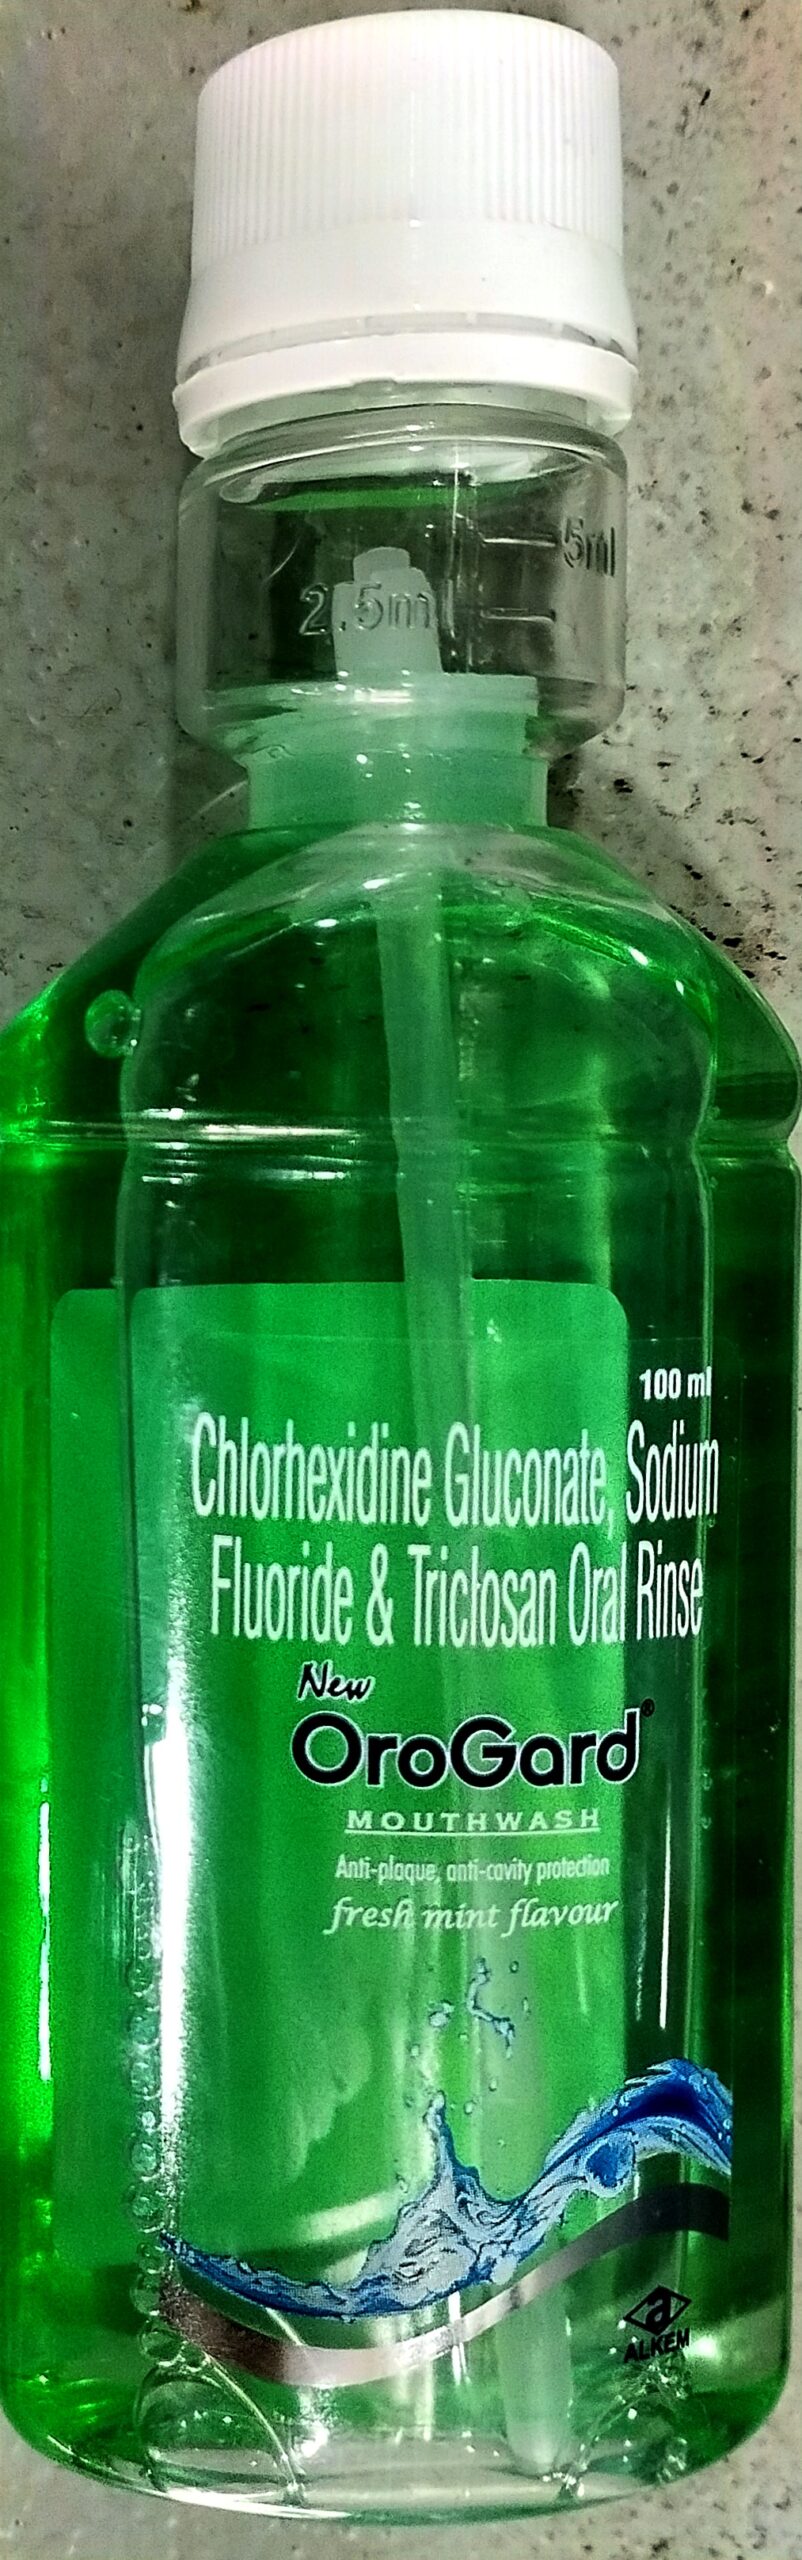 5ml
2.5ml
100 ml
Chlorhexidine Gluconate, Sodium
Fluoride & Triclosan Oral Rinse
New
OroGard®
MOUTHWASH
Anti-plaque, anti-cavity protection
fresh mint flavour
a
ALKEM